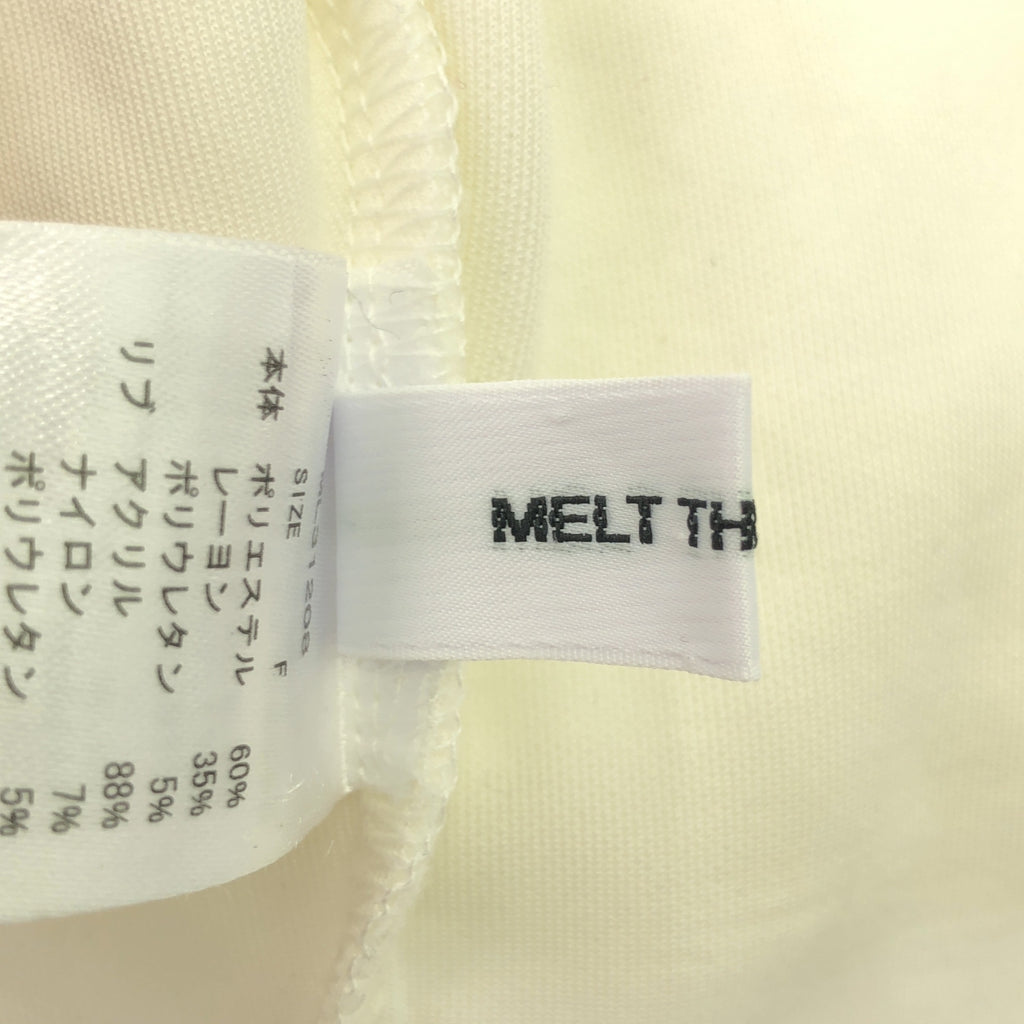 MELT TH
SIZE F
本体 ポリエステル 60%
レーヨン 35%
ポリウレタン 5%
リブ アクリル 88%
ナイロン 7%
ポリウレタン 5%